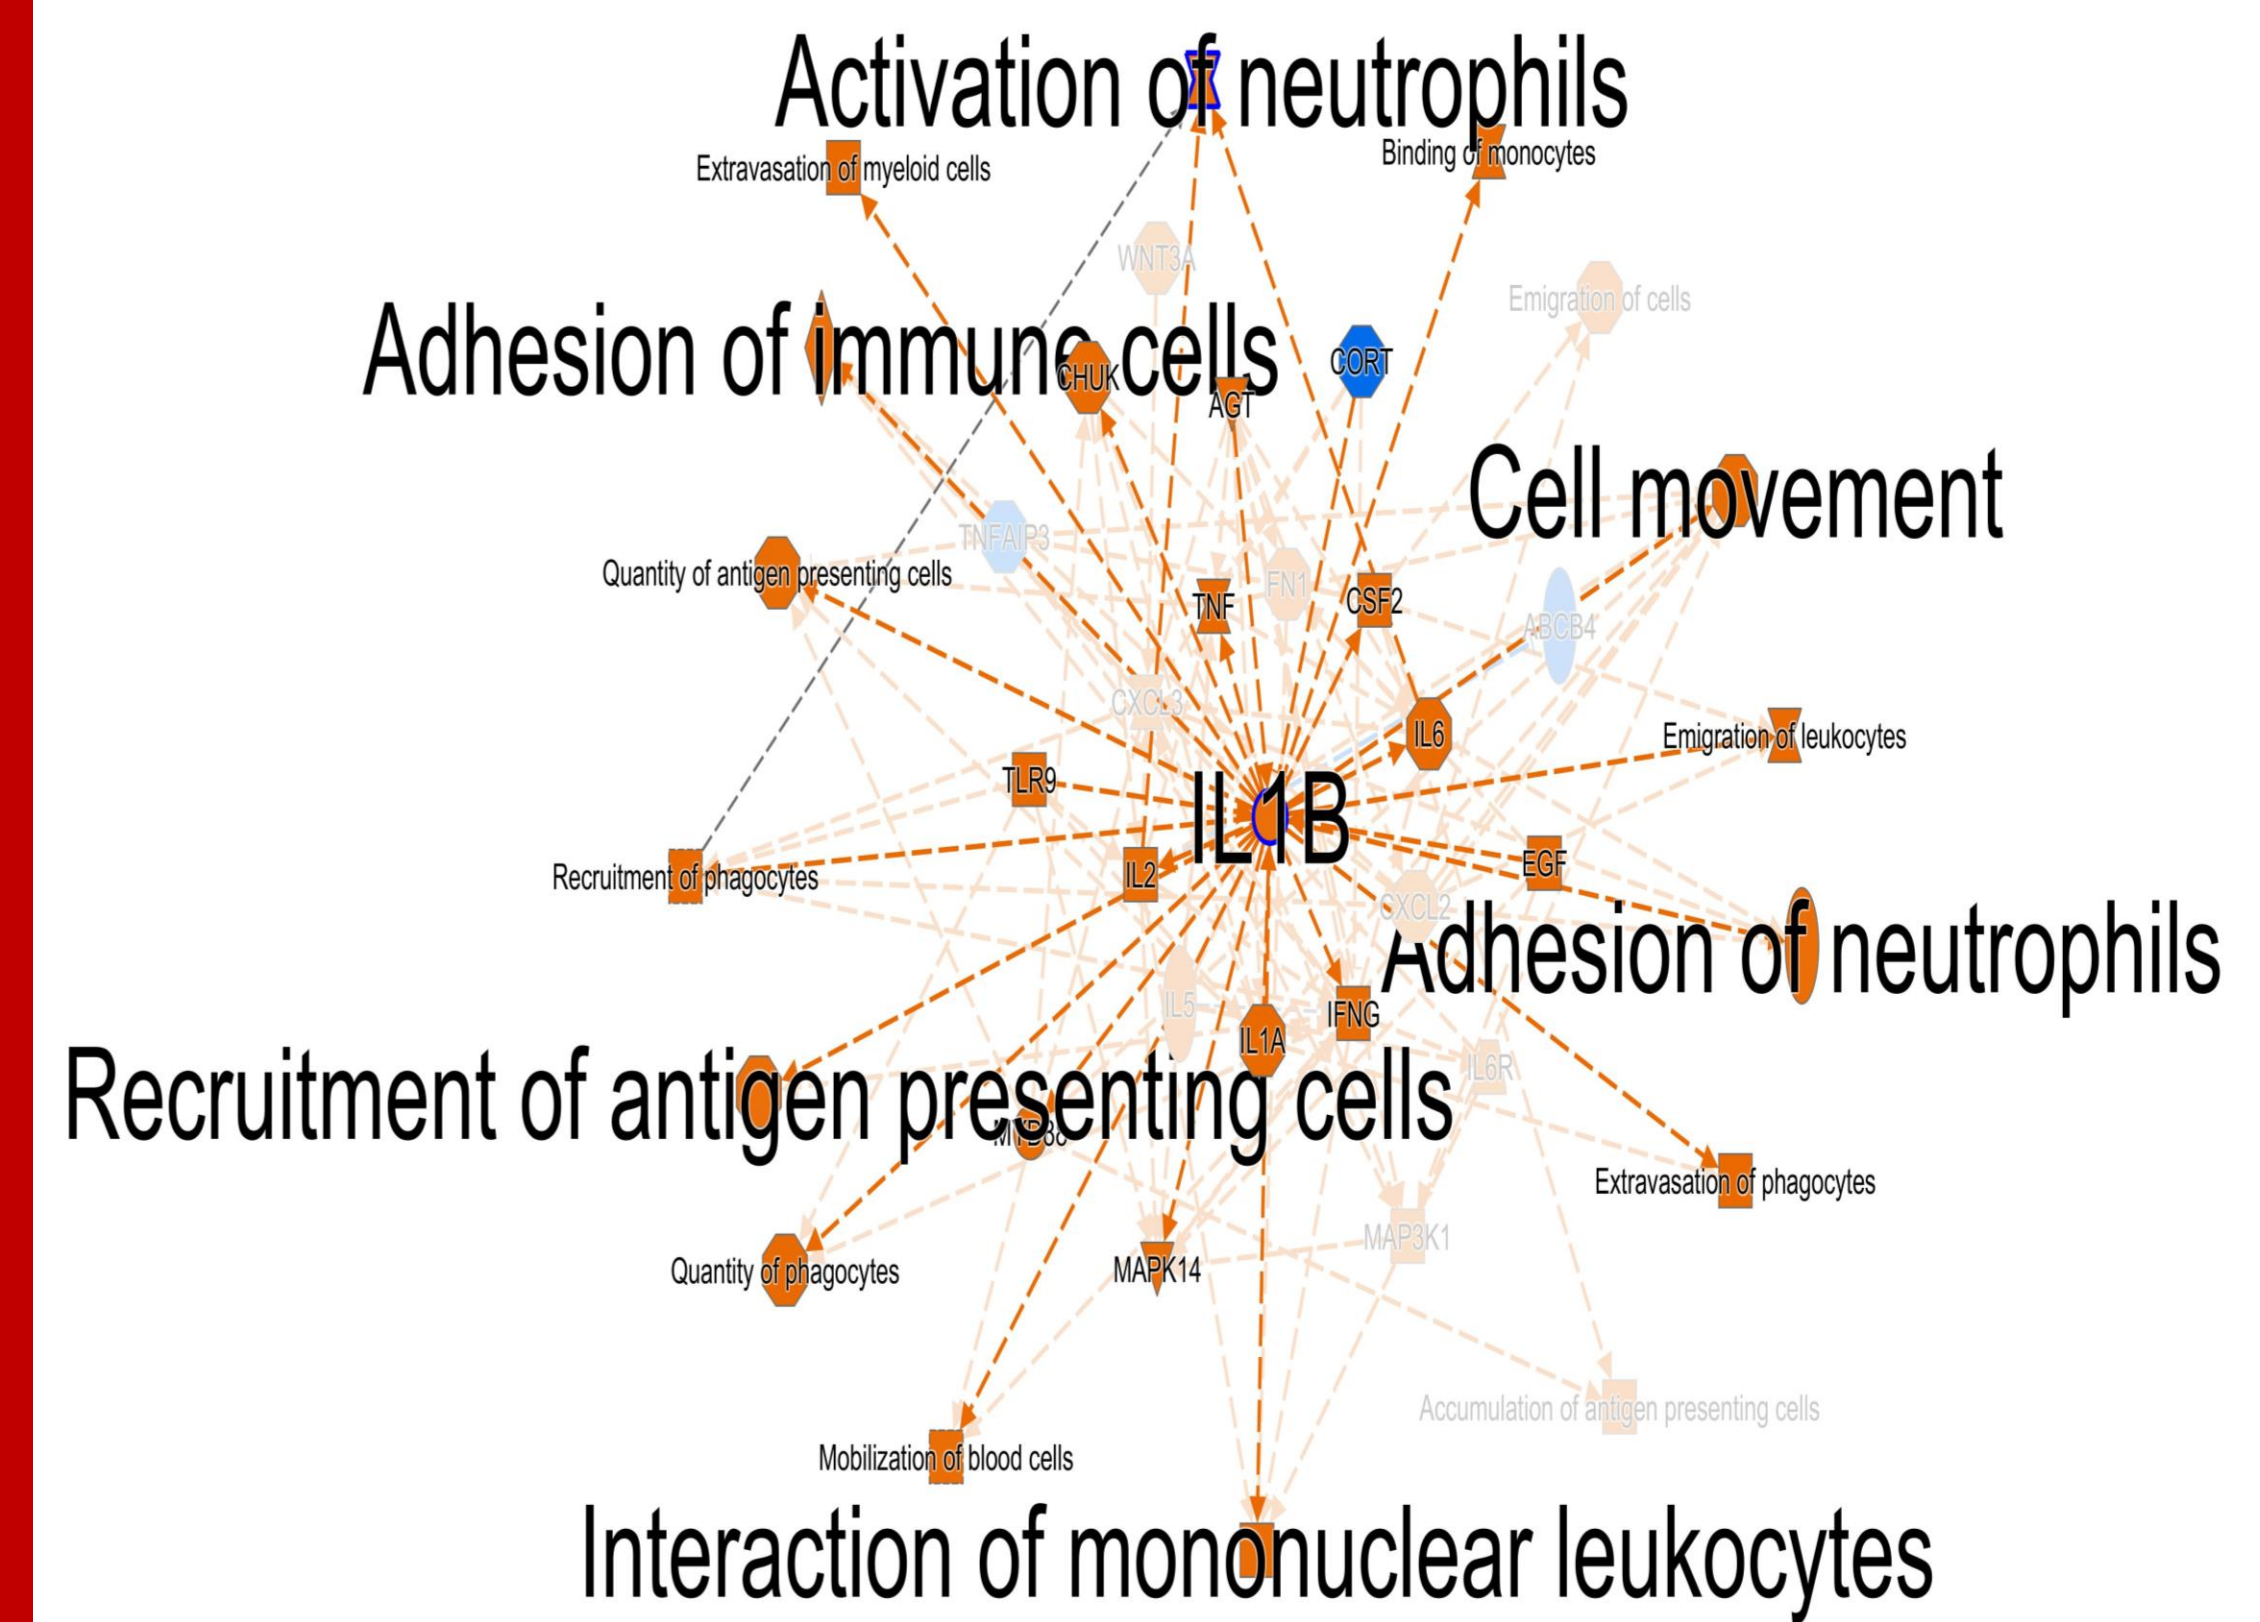 Activation of neutrophils
Binding of monocytes
Extravasation of myeloid cells
WNT3A
Emigration of cells
Adhesion of immune cells
CHUK
CORT
AGT
Cell movement
TNFAIP3
Quantity of antigen presenting cells
FN1
TNF
CSF2
ABCB4
CXCL3
IL6
Emigration of leukocytes
TLR9
IL1B
IL2
EGF
Recruitment of phagocytes
CXCL2
Adhesion of neutrophils
IL5
IFNG
IL1A
IL6R
Recruitment of antigen presenting cells
MYD88
Extravasation of phagocytes
MAP3K1
Quantity of phagocytes
MAPK14
Accumulation of antigen presenting cells
Mobilization of blood cells
Interaction of mononuclear leukocytes